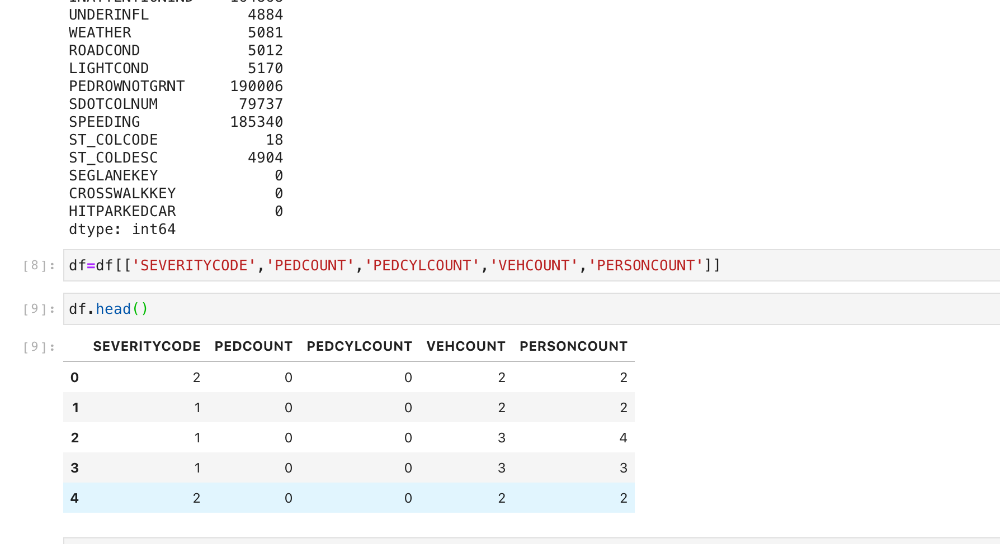 UNDERINFL 4884
WEATHER 5081
ROADCOND 5012
LIGHTCOND 5170
PEDROWNOTGRNT 190006
SDOTCOLNUM 79737
SPEEDING 185340
ST_COLCODE 18
ST_COLDESC 4904
SEGLANEKEY 0
CROSSWALKKEY 0
HITPARKEDCAR 0
dtype: int64
[8]: df=df[['SEVERITYCODE','PEDCOUNT','PEDCYLCOUNT','VEHCOUNT','PERSONCOUNT']]
[9]: df.head()
[9]: SEVERITYCODE PEDCOUNT PEDCYLCOUNT VEHCOUNT PERSONCOUNT
0 2 0 0 2 2
1 1 0 0 2 2
2 1 0 0 3 4
3 1 0 0 3 3
4 2 0 0 2 2